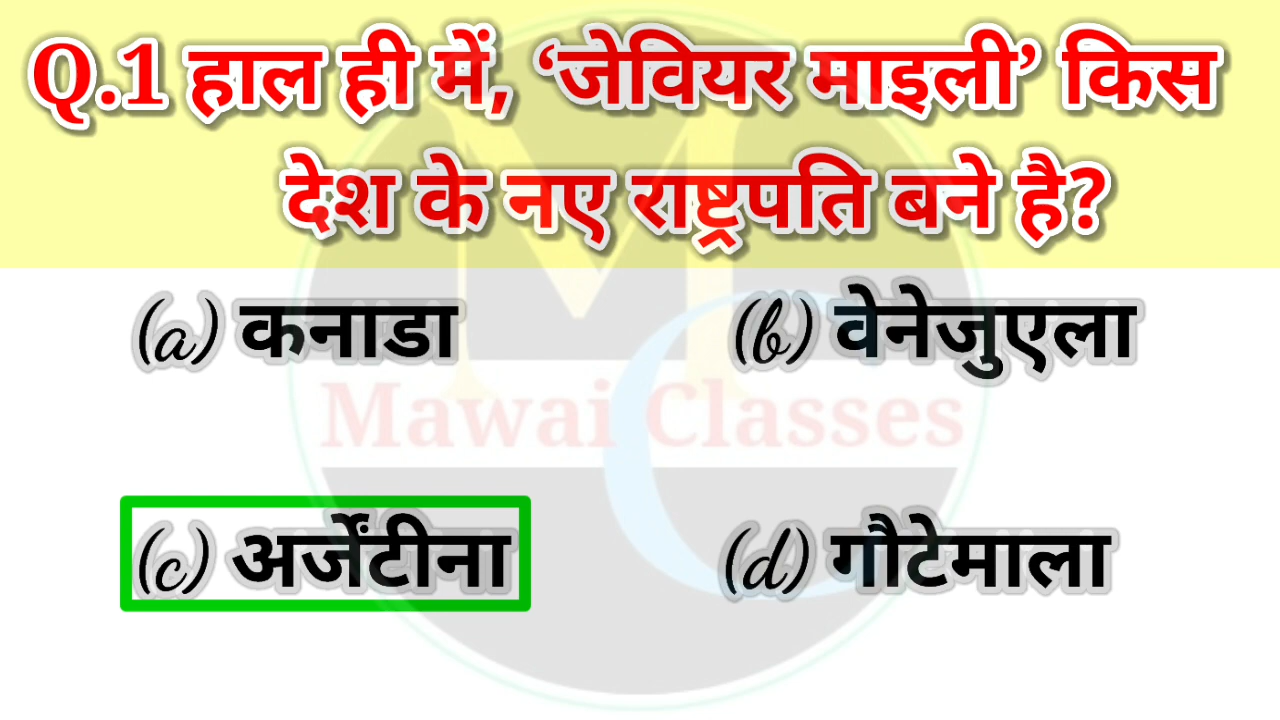 Q.1 हाल ही में, ‘जेवियर माइली’ किस
देश के नए राष्ट्रपति बने है?
(a) कनाडा
(b) वेनेजुएला
Mawai Classes
(c) अर्जेंटीना
(d) गौटेमाला